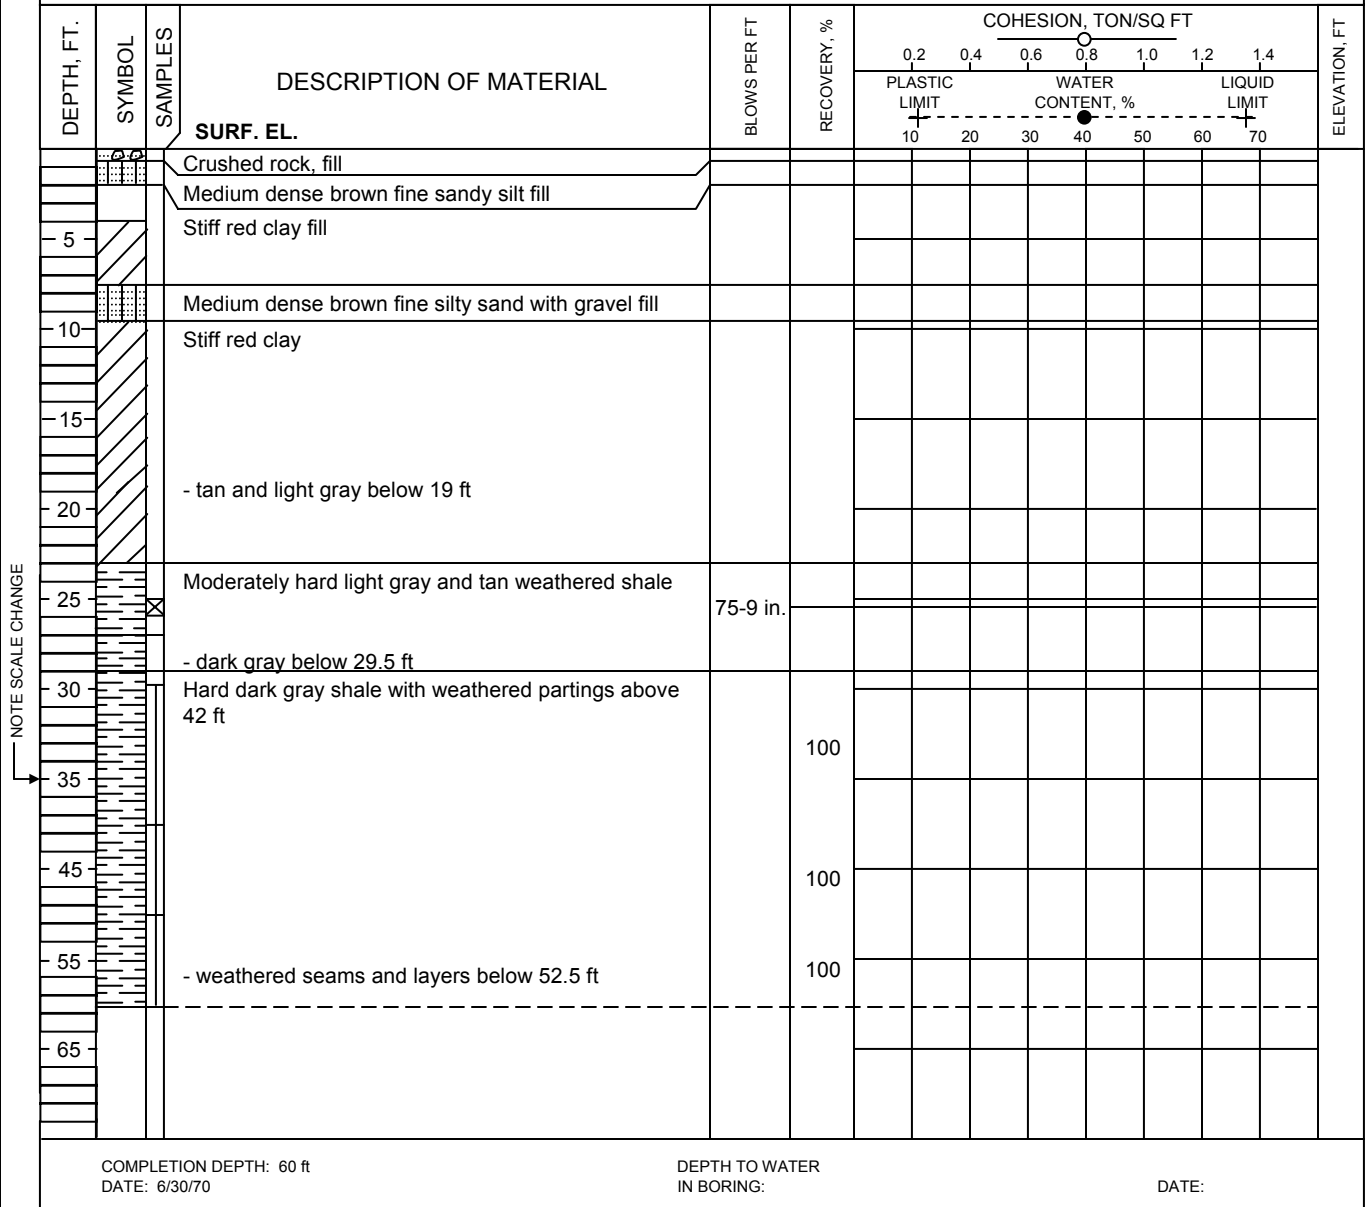 DEPTH, FT.
SYMBOL
SAMPLES
DESCRIPTION OF MATERIAL
SURF. EL.
BLOWS PER FT
RECOVERY, %
COHESION, TON/SQ FT
0.2 0.4 0.6 0.8 1.0 1.2 1.4
PLASTIC WATER LIQUID
LIMIT CONTENT, % LIMIT
10 20 30 40 50 60 70
ELEVATION, FT
Crushed rock, fill
Medium dense brown fine sandy silt fill
Stiff red clay fill
5
Medium dense brown fine silty sand with gravel fill
10
Stiff red clay
15
- tan and light gray below 19 ft
20
Moderately hard light gray and tan weathered shale
25
75-9 in.
- dark gray below 29.5 ft
30
Hard dark gray shale with weathered partings above
42 ft
100
NOTE SCALE CHANGE
35
45
100
55
100
- weathered seams and layers below 52.5 ft
65
COMPLETION DEPTH: 60 ft
DATE: 6/30/70
DEPTH TO WATER
IN BORING:
DATE: